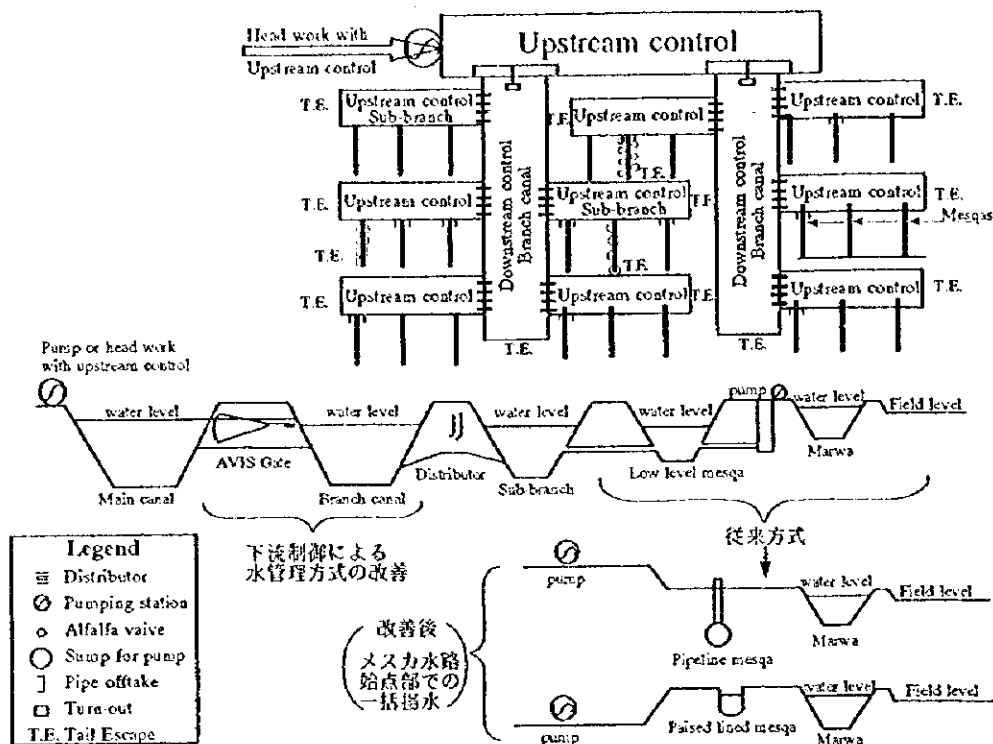 Head work with
Upstream control
Upstream control
T.E.
Upstream control
Sub-branch
T.E.
Upstream control
Upstream control
T.E.
T.E.
T.E.
Upstream control
Upstream control
Sub-branch
T.E.
Upstream control
T.E.
Mesqas
T.E.
T.E.
T.E.
Upstream control
Upstream control
T.E.
Upstream control
T.E.
Downstream control
Branch canal
Downstream control
Branch canal
T.E.
T.E.
Pump or head work
with upstream control
water level
water level
water level
water level
pump
water level
Field level
AVIS Gate
Distributor
Low level mesqa
Marwa
Main canal
Branch canal
Sub branch
下流制御による
水管理方式の改善
従来方式
Legend
Distributor
Pumping station
Alfalfa vaive
Sump for pump
Pipe offtake
Turn-out
T.E. Tail Escape
改善後
メスカ水路
始点部での
一括揚水
pump
water level
Field level
Marwa
Pipeline mesqa
pump
water level
Field level
Paised lined mesqa
Marwa